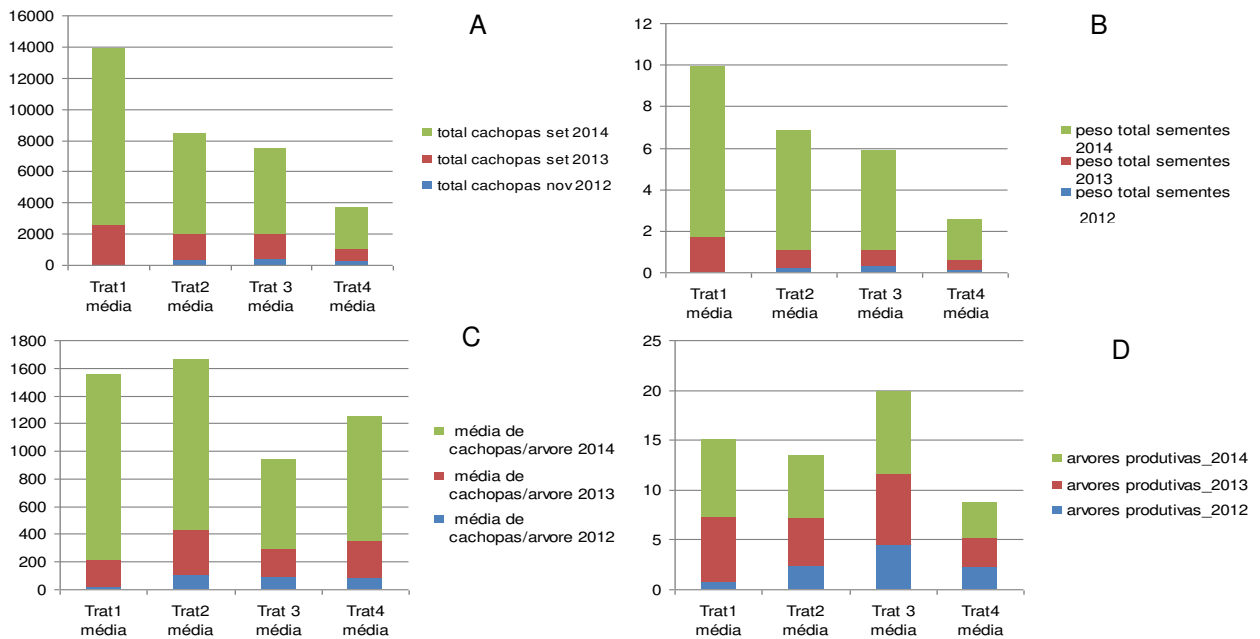 A
16000
14000
12000
10000
8000
6000
4000
2000
0
Trat1
média
Trat2
média
Trat 3
média
Trat4
média
total cachopas set 2014
total cachopas set 2013
total cachopas nov 2012
B
12
10
8
6
4
2
0
Trat1
média
Trat2
média
Trat 3
média
Trat4
média
peso total sementes
2014
peso total sementes
2013
peso total sementes
2012
C
1800
1600
1400
1200
1000
800
600
400
200
0
Trat1
média
Trat2
média
Trat 3
média
Trat4
média
média de
cachopas/arvore 2014
média de
cachopas/arvore 2013
média de
cachopas/arvore 2012
D
25
20
15
10
5
0
Trat1
média
Trat2
média
Trat 3
média
Trat4
média
arvores produtivas_2014
arvores produtivas_2013
arvores produtivas_2012